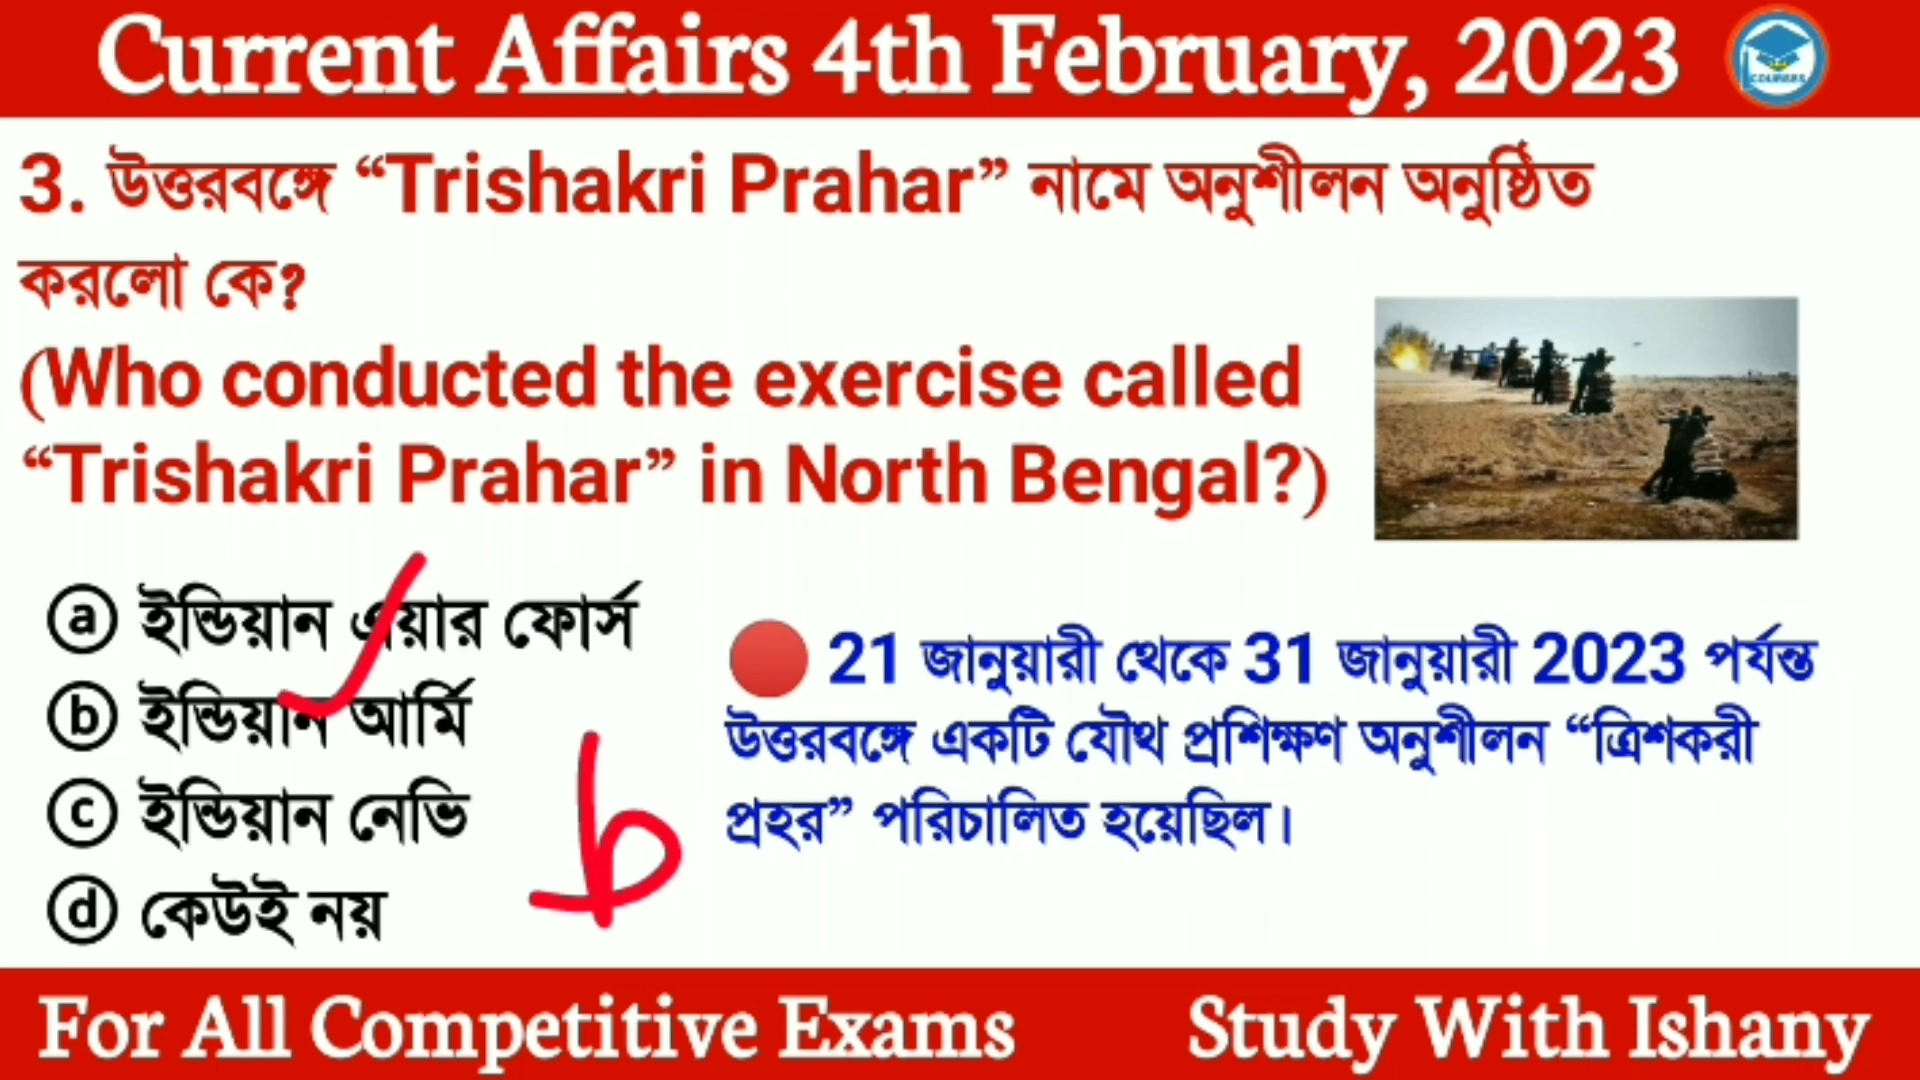 Current Affairs 4th February, 2023
COURSES
3. উত্তরবঙ্গে “Trishakri Prahar” নামে অনুশীলন অনুষ্ঠিত
করলো কে?
(Who conducted the exercise called
“Trishakri Prahar” in North Bengal?)
ⓐ ইন্ডিয়ান এয়ার ফোর্স
ⓑ ইন্ডিয়ান আর্মি
ⓒ ইন্ডিয়ান নেভি
ⓓ কেউই নয়
b
🔴 21 জানুয়ারী থেকে 31 জানুয়ারী 2023 পর্যন্ত
উত্তরবঙ্গে একটি যৌথ প্রশিক্ষণ অনুশীলন “ত্রিশকরী
প্রহর” পরিচালিত হয়েছিল।
For All Competitive Exams
Study With Ishany